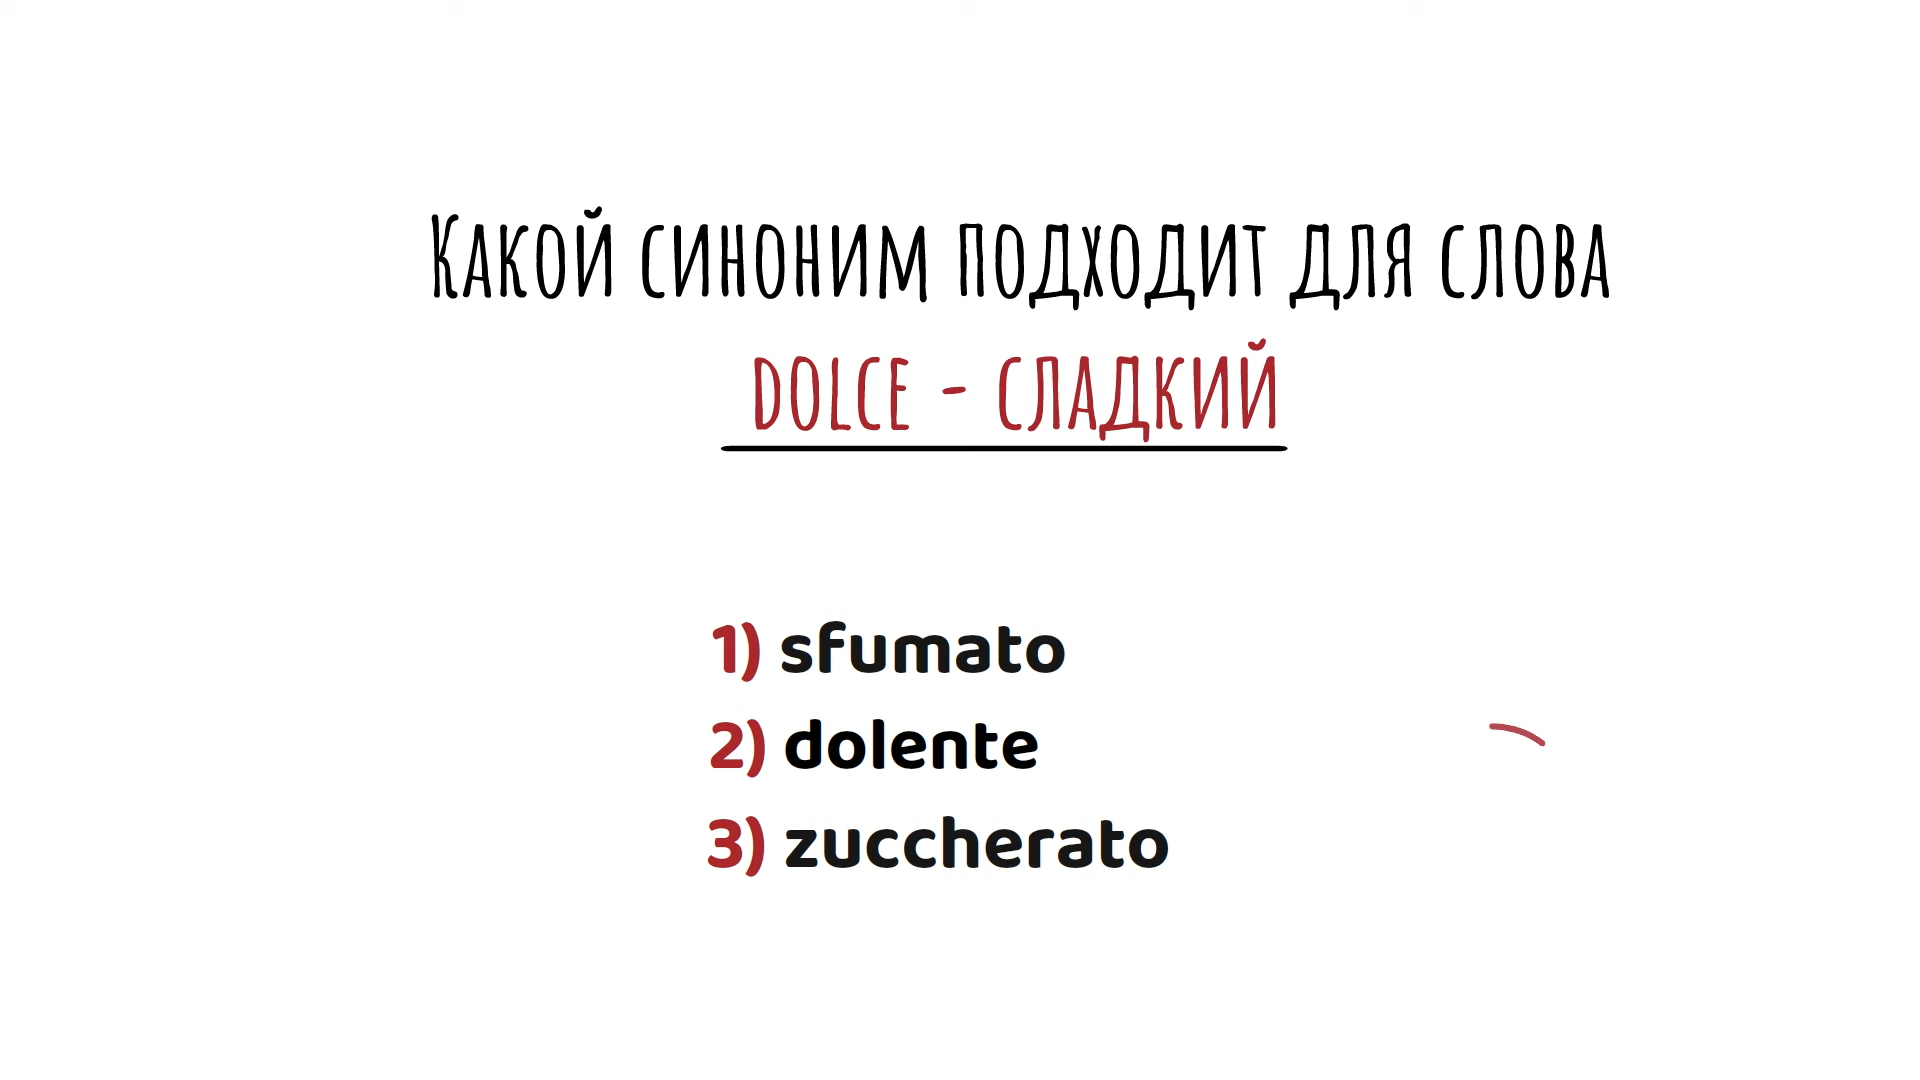 Какой синоним подходит для слова
dolce - сладкий
1) sfumato
2) dolente
3) zuccherato